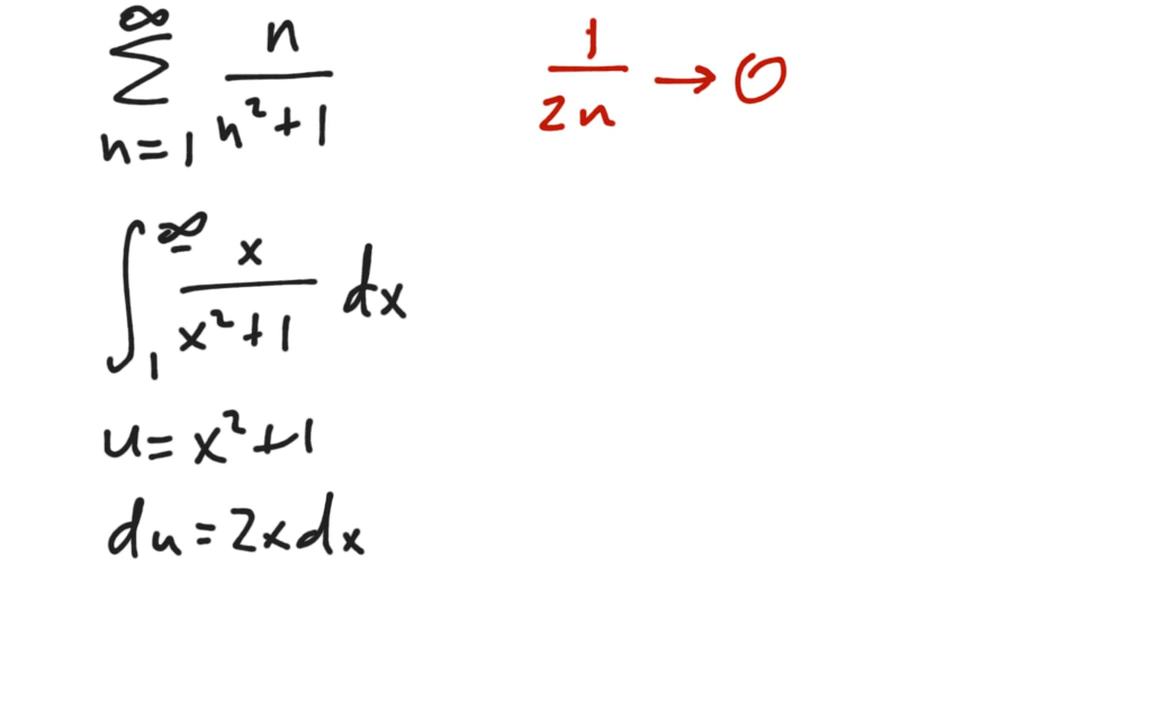 ∞
∑ n/(n²+1)
n=1
1/(2n) → 0
∫₁^∞ x/(x²+1) dx
u = x²+1
du = 2x dx